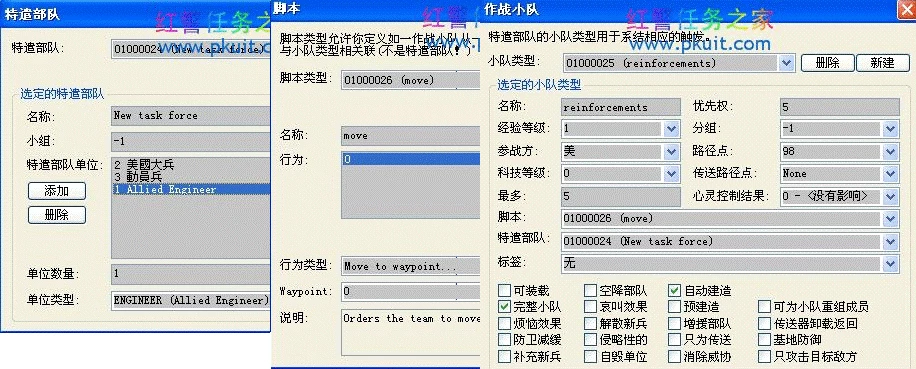 特遣部队
红警任务之家
www.pkuit.com
特遣部队:
01000024 (New task force)
选定的特遣部队
名称:
New task force
小组:
-1
特遣部队单位:
2 美國大兵
3 動員兵
1 Allied Engineer
添加
删除
单位数量:
1
单位类型:
ENGINEER (Allied Engineer)
脚本
红警任务之家
www.pkuit.com
脚本类型允许你定义如一作战小队从
与小队类型相关联(不是特遣部队!)
脚本类型:
01000026 (move)
名称:
move
行为:
0
行为类型:
Move to waypoint...
Waypoint:
0
说明:
Orders the team to move
作战小队
红警任务之家
www.pkuit.com
特遣部队的小队类型用于系结相应的触发。
小队类型:
01000025 (reinforcements)
删除
新建
选定的小队类型
名称:
reinforcements
优先权:
5
经验等级:
1
分组:
-1
参战方:
美
路径点:
98
科技等级:
0
传送路径点:
None
最多:
5
心灵控制结果:
0 - <没有影响>
脚本:
01000026 (move)
特遣部队:
01000024 (New task force)
标签:
无
可装载
空降部队
自动建造
完整小队
哀叫效果
预建造
可为小队重组成员
烦恼效果
解散新兵
增援部队
传送器卸载返回
防卫减缓
侵略性的
只为传送
基地防御
补充新兵
自毁单位
消除威协
只攻击目标敌方